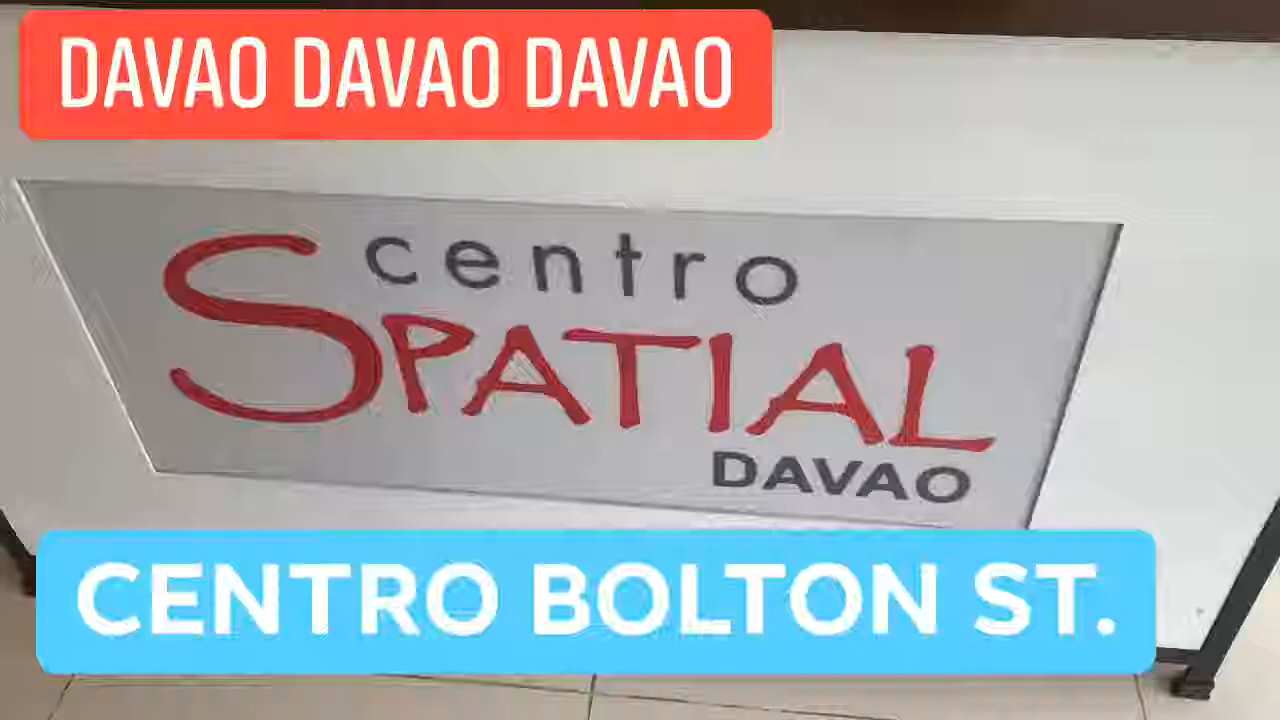 DAVAO DAVAO DAVAO
centro
SPATIAL
DAVAO
CENTRO BOLTON ST.